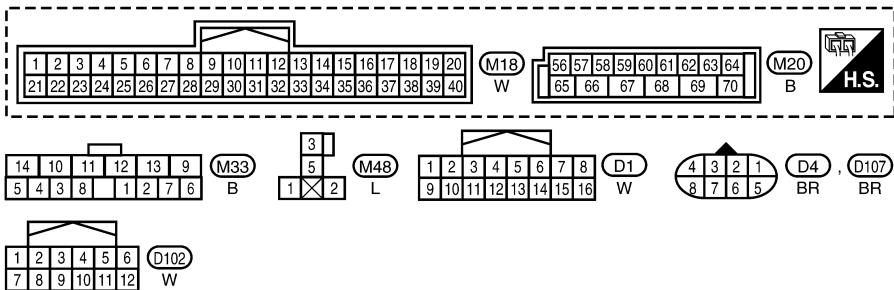 1 2 3 4 5 6 7 8 9 10 11 12 13 14 15 16 17 18 19 20 M18
21 22 23 24 25 26 27 28 29 30 31 32 33 34 35 36 37 38 39 40 W
56 57 58 59 60 61 62 63 64 M20
65 66 67 68 69 70 B
H.S.
14 10 11 12 13 9 M33
5 4 3 8 1 2 7 6 B
3
5 M48
1 2 L
1 2 3 4 5 6 7 8 D1
9 10 11 12 13 14 15 16 W
4 3 2 1 D4 , D107
8 7 6 5 BR BR
1 2 3 4 5 6 D102
7 8 9 10 11 12 W